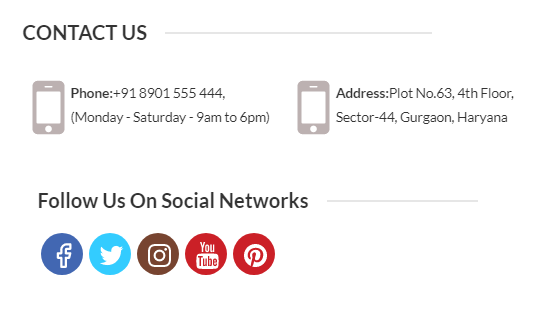 CONTACT US
Phone:+91 8901 555 444,
(Monday - Saturday - 9am to 6pm)
Address:Plot No.63, 4th Floor,
Sector-44, Gurgaon, Haryana
Follow Us On Social Networks
You
Tube